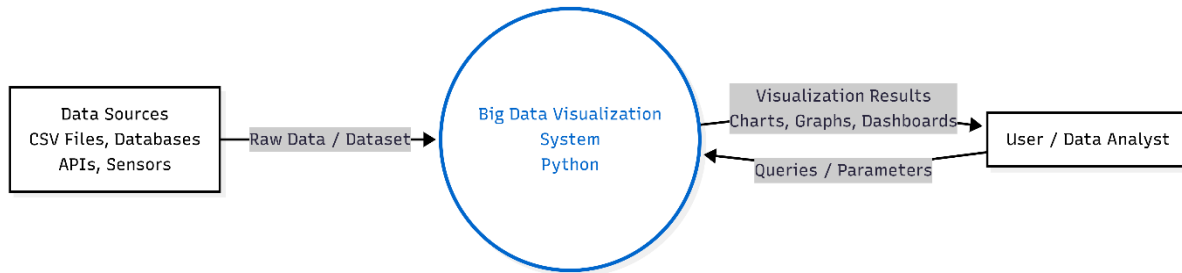 Data Sources
CSV Files, Databases
APIs, Sensors
Raw Data / Dataset
Big Data Visualization
System
Python
Visualization Results
Charts, Graphs, Dashboards
Queries / Parameters
User / Data Analyst